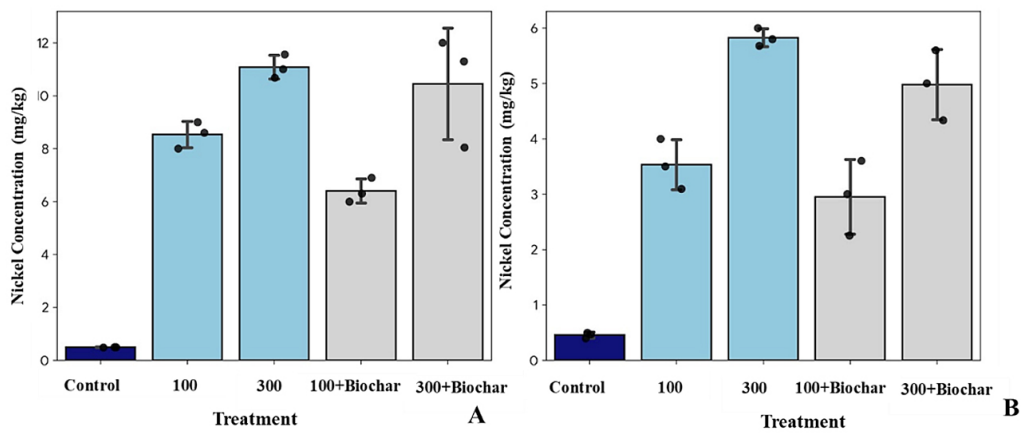 Nickel Concentration (mg/kg)
12
10
8
6
4
2
0
Control 100 300 100+Biochar 300+Biochar
Treatment
A
Nickel Concentration (mg/kg)
6
5
4
3
2
1
0
Control 100 300 100+Biochar 300+Biochar
Treatment
B